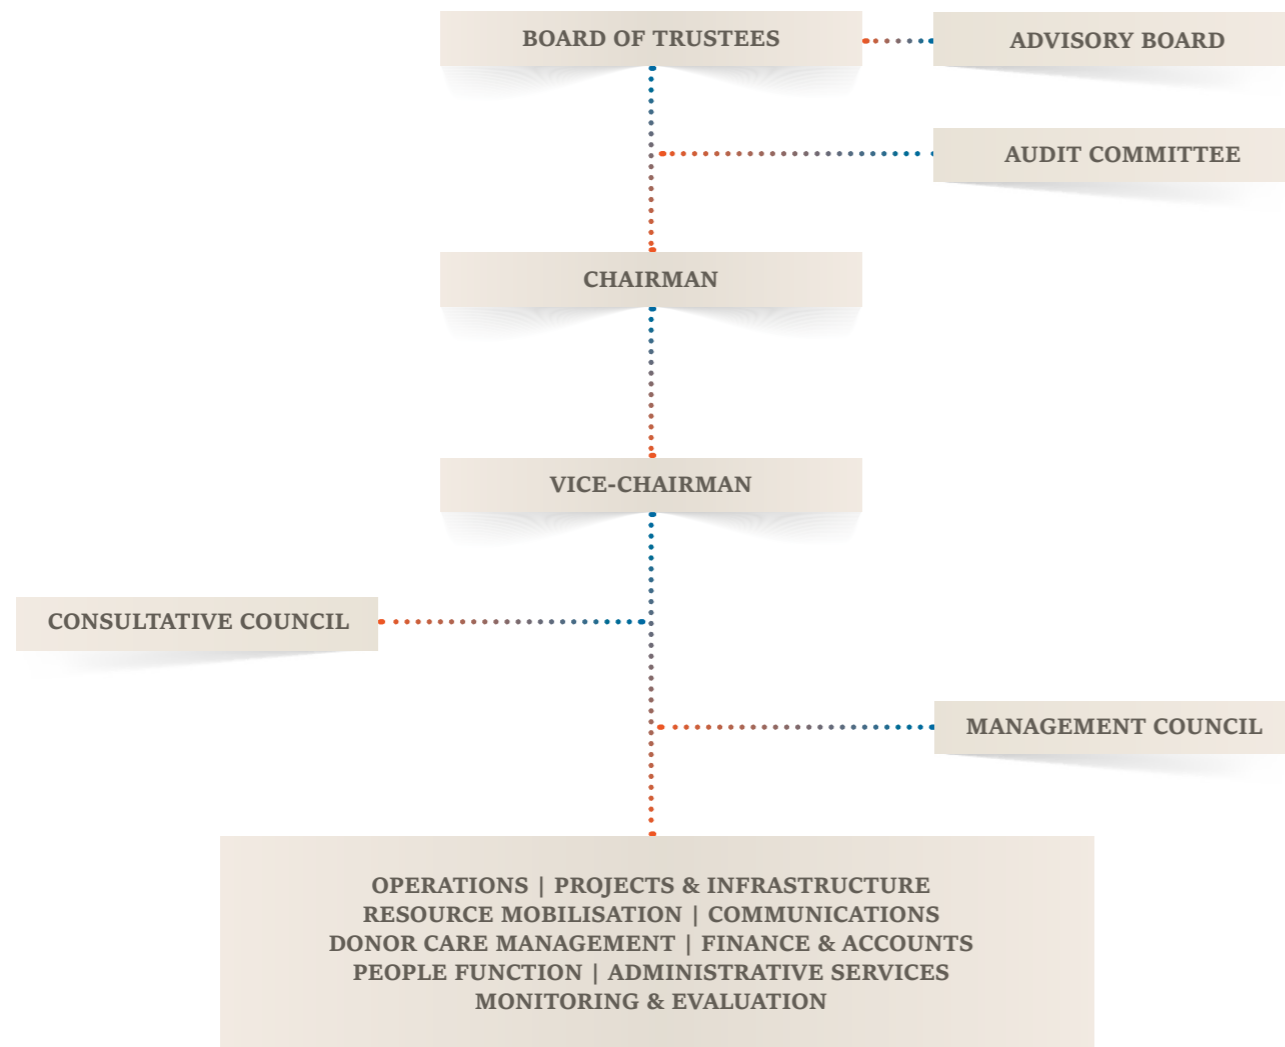 BOARD OF TRUSTEES
ADVISORY BOARD
AUDIT COMMITTEE
CHAIRMAN
VICE-CHAIRMAN
CONSULTATIVE COUNCIL
MANAGEMENT COUNCIL
OPERATIONS | PROJECTS & INFRASTRUCTURE
RESOURCE MOBILISATION | COMMUNICATIONS
DONOR CARE MANAGEMENT | FINANCE & ACCOUNTS
PEOPLE FUNCTION | ADMINISTRATIVE SERVICES
MONITORING & EVALUATION